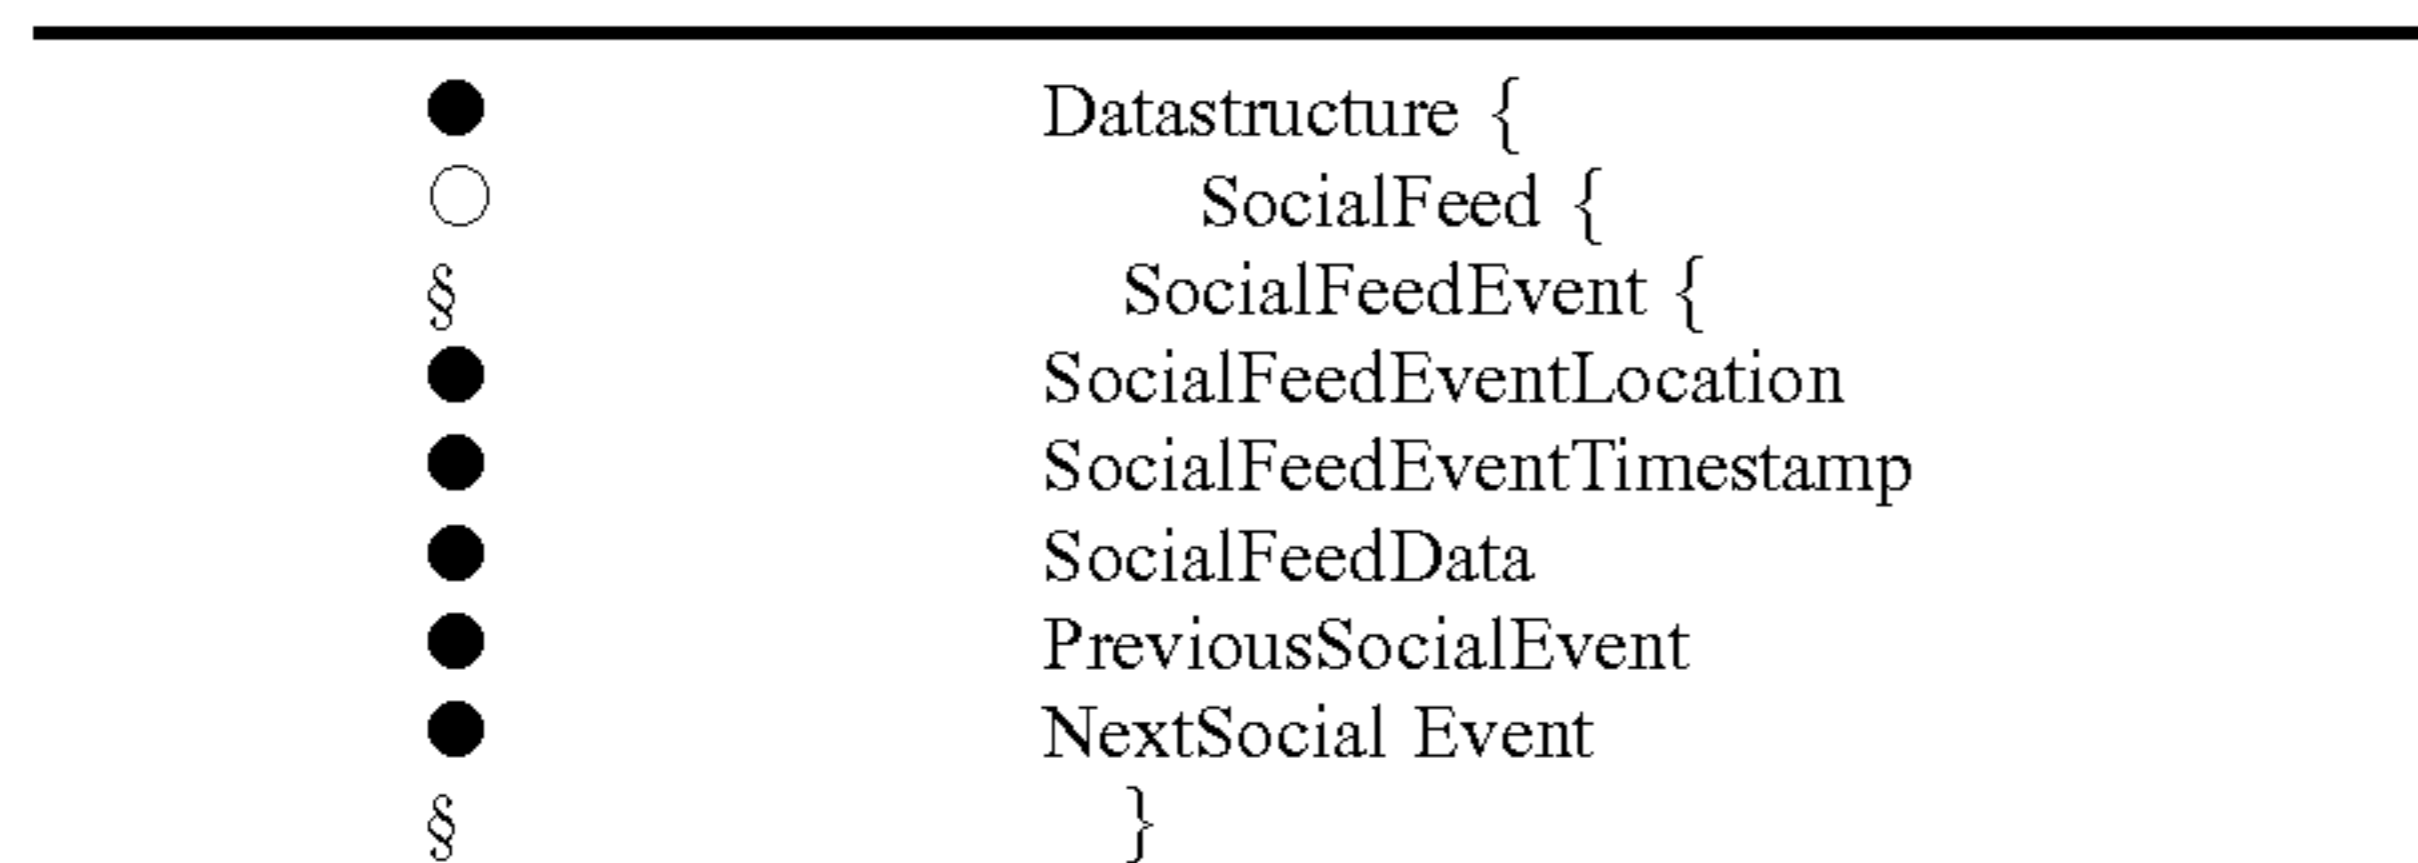 ● Datastructure {
○ SocialFeed {
§ SocialFeedEvent {
● SocialFeedEventLocation
● SocialFeedEventTimestamp
● SocialFeedData
● PreviousSocialEvent
● NextSocial Event
§ }